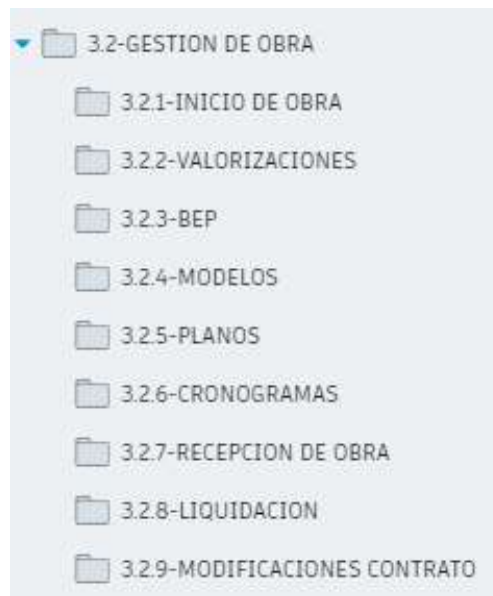 3.2-GESTION DE OBRA
3.2.1-INICIO DE OBRA
3.2.2-VALORIZACIONES
3.2.3-BEP
3.2.4-MODELOS
3.2.5-PLANOS
3.2.6-CRONOGRAMAS
3.2.7-RECEPCION DE OBRA
3.2.8-LIQUIDACION
3.2.9-MODIFICACIONES CONTRATO